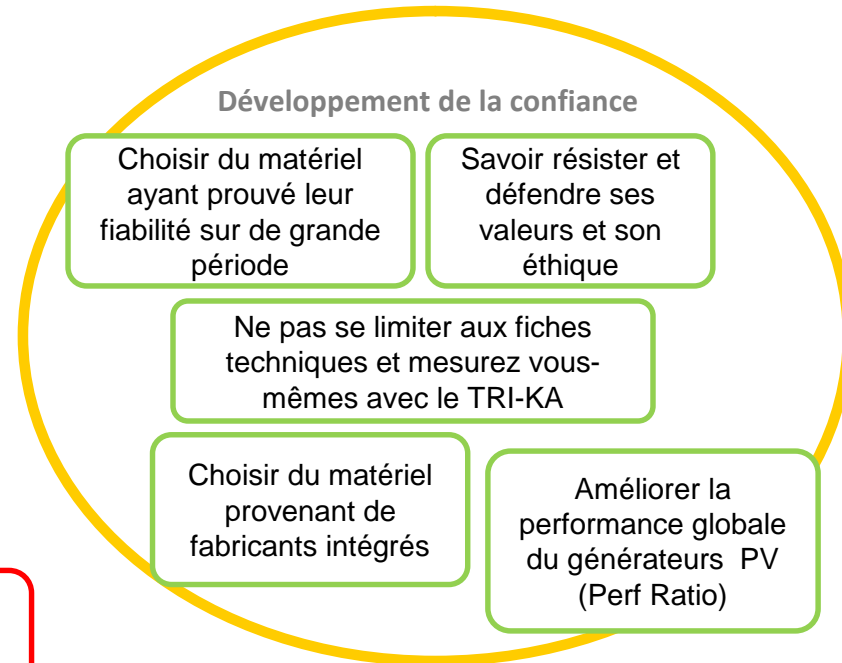 Développement de la confiance
Choisir du matériel
ayant prouvé leur
fiabilité sur de grande
période
Savoir résister et
défendre ses
valeurs et son
éthique
Ne pas se limiter aux fiches
techniques et mesurez vous-
mêmes avec le TRI-KA
Choisir du matériel
provenant de
fabricants intégrés
Améliorer la
performance globale
du générateurs  PV
(Perf Ratio)